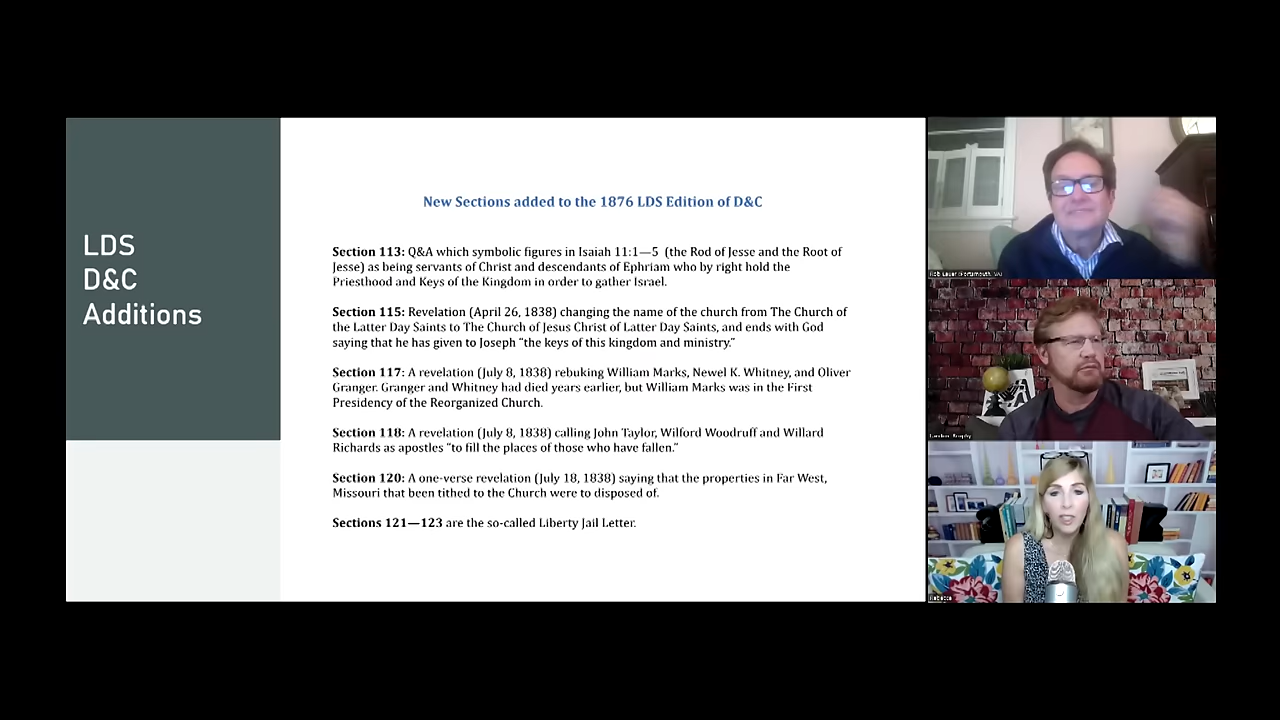 LDS
D&C
Additions
New Sections added to the 1876 LDS Edition of D&C
Section 113: Q&A which symbolic figures in Isaiah 11:1—5 (the Rod of Jesse and the Root of
Jesse) as being servants of Christ and descendants of Ephriam who by right hold the
Priesthood and Keys of the Kingdom in order to gather Israel.
Section 115: Revelation (April 26, 1838) changing the name of the church from The Church of
the Latter Day Saints to The Church of Jesus Christ of Latter Day Saints, and ends with God
saying that he has given to Joseph “the keys of this kingdom and ministry.”
Section 117: A revelation (July 8, 1838) rebuking William Marks, Newel K. Whitney, and Oliver
Granger. Granger and Whitney had died years earlier, but William Marks was in the First
Presidency of the Reorganized Church.
Section 118: A revelation (July 8, 1838) calling John Taylor, Wilford Woodruff and Willard
Richards as apostles “to fill the places of those who have fallen.”
Section 120: A one-verse revelation (July 18, 1838) saying that the properties in Far West,
Missouri that been tithed to the Church were to disposed of.
Sections 121—123 are the so-called Liberty Jail Letter.
Rob Lauer (Portsmouth, VA)
Rebecca